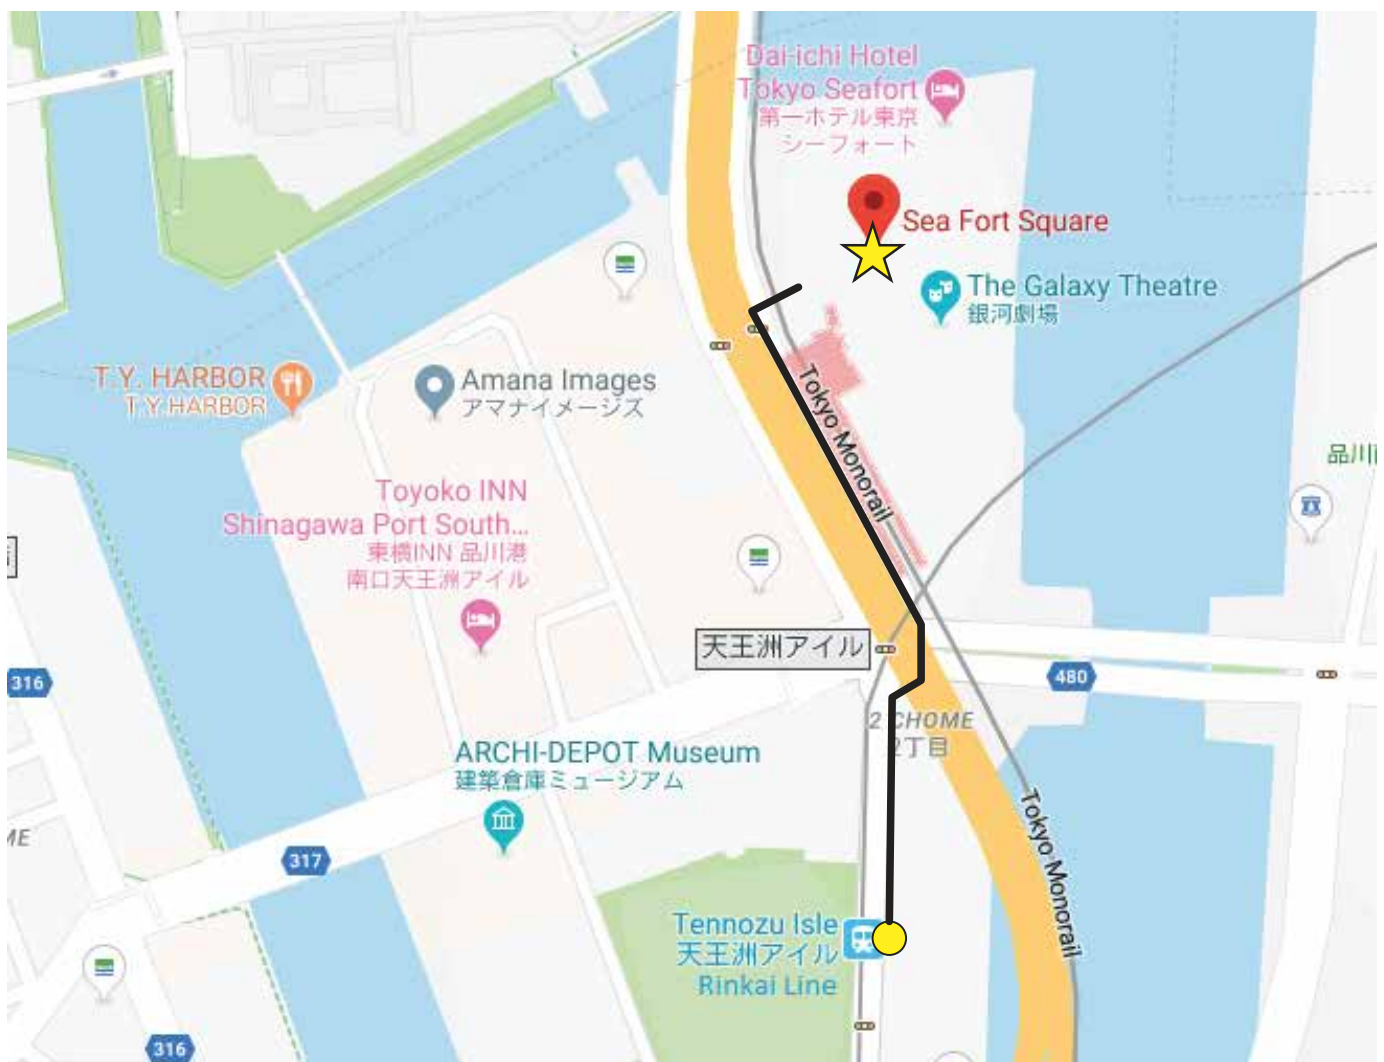 Dai-ichi Hotel
Tokyo Seafort
第一ホテル東京
シーフォート
Sea Fort Square
The Galaxy Theatre
銀河劇場
T.Y. HARBOR
T.Y.HARBOR
Amana Images
アマナイメージズ
Tokyo Monorail
Toyoko INN
Shinagawa Port South...
東横INN 品川港
南口天王洲アイル
天王洲アイル
316
480
2 CHOME
2丁目
ARCHI-DEPOT Museum
建築倉庫ミュージアム
Tokyo Monorail
317
Tennozu Isle
天王洲アイル
Rinkai Line
316